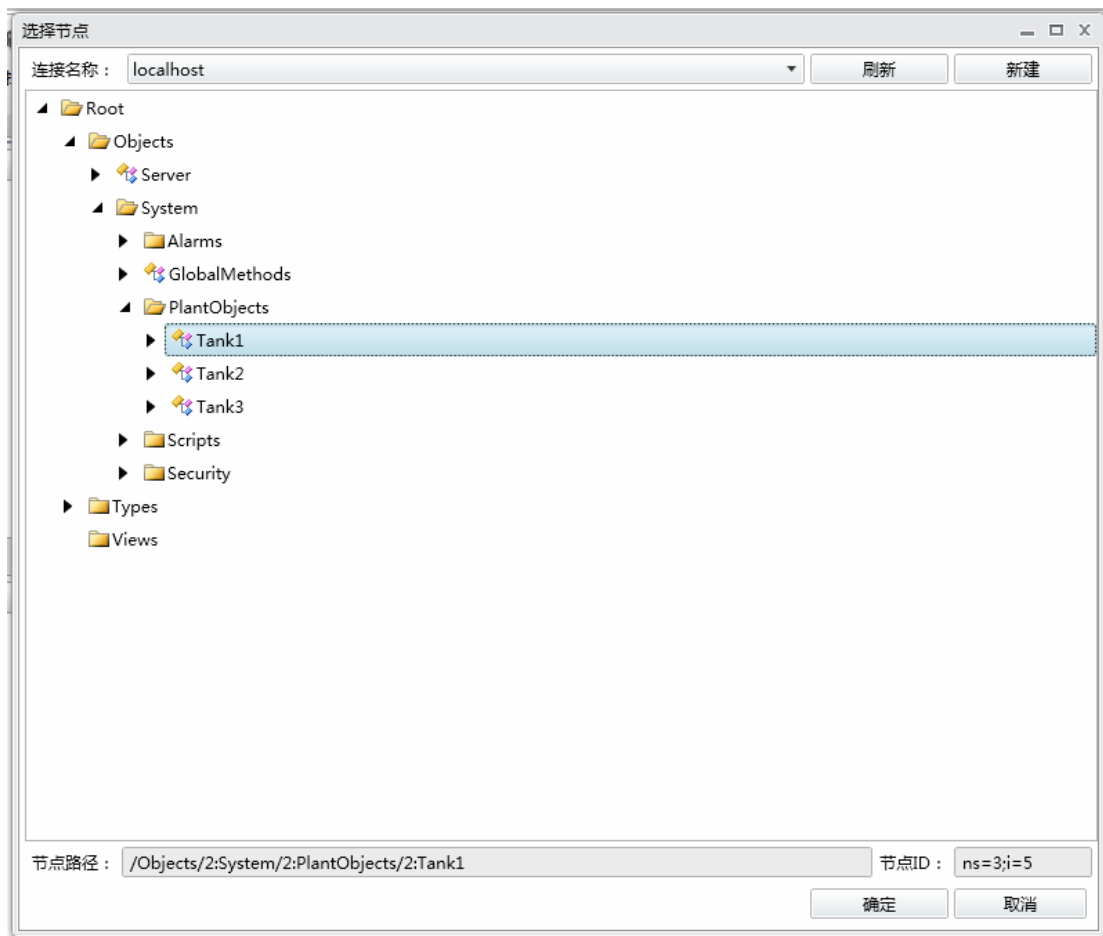 选择节点
连接名称： localhost 刷新 新建
Root
Objects
Server
System
Alarms
GlobalMethods
PlantObjects
Tank1
Tank2
Tank3
Scripts
Security
Types
Views
节点路径： /Objects/2:System/2:PlantObjects/2:Tank1 节点ID： ns=3;i=5
确定 取消